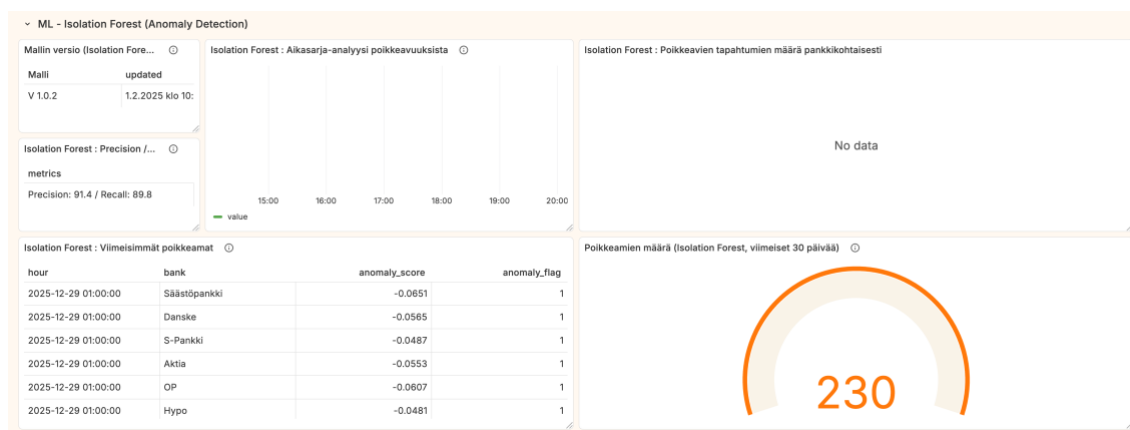 ML - Isolation Forest (Anomaly Detection)
Mallin versio (Isolation Fore...
Malli updated
V 1.0.2 1.2.2025 klo 10:
Isolation Forest : Precision /...
metrics
Precision: 91.4 / Recall: 89.8
Isolation Forest : Aikasarja-analyysi poikkeavuuksista
15:00 16:00 17:00 18:00 19:00 20:00
value
Isolation Forest : Poikkeavien tapahtumien määrä pankkikohtaisesti
No data
Isolation Forest : Viimeisimmät poikkeamat
hour bank anomaly_score anomaly_flag
2025-12-29 01:00:00 Säästöpankki -0.0651 1
2025-12-29 01:00:00 Danske -0.0565 1
2025-12-29 01:00:00 S-Pankki -0.0487 1
2025-12-29 01:00:00 Aktia -0.0553 1
2025-12-29 01:00:00 OP -0.0607 1
2025-12-29 01:00:00 Hypo -0.0481 1
Poikkeamien määrä (Isolation Forest, viimeiset 30 päivää)
230